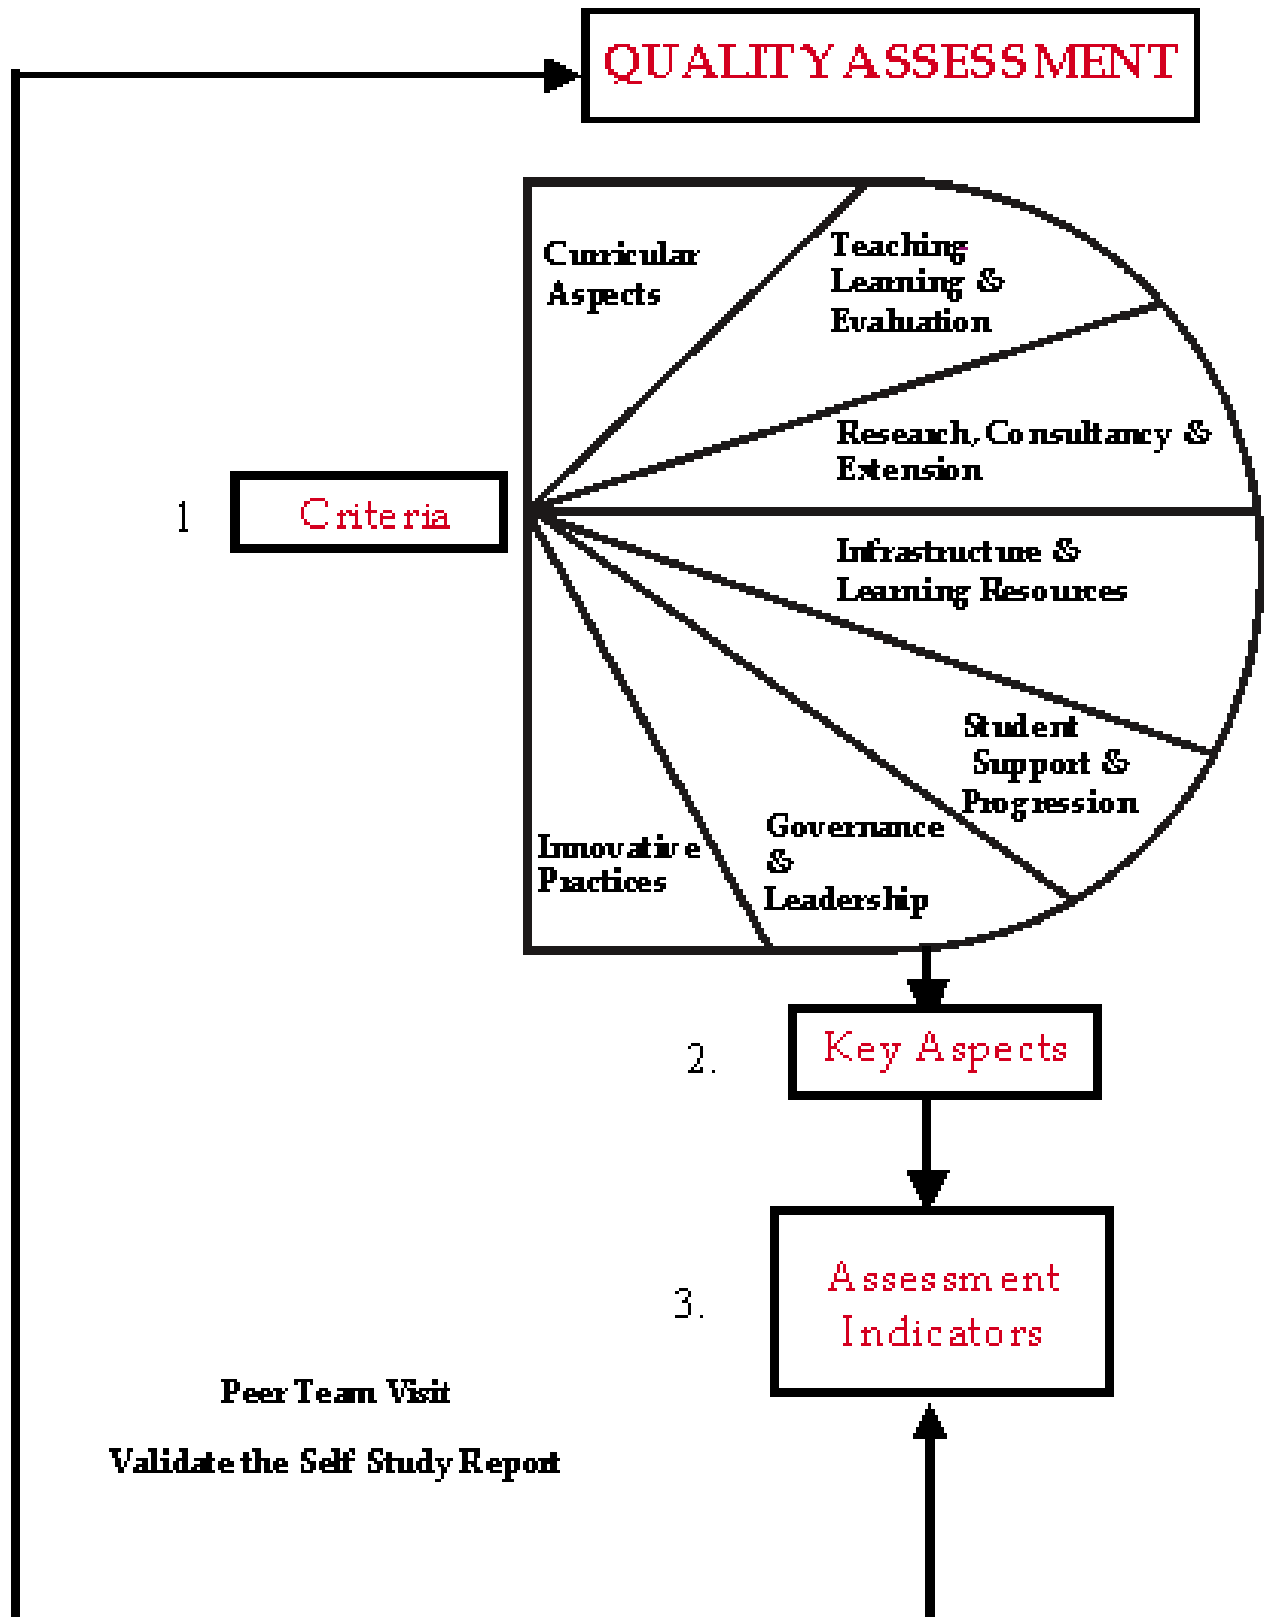 QUALITY ASSESSMENT
Curricular
Aspects
Teaching
Learning &
Evaluation
Research, Consultancy &
Extension
1
Criteria
Infrastructure &
Learning Resources
Student
Support &
Progression
Governance
&
Leadership
Innovative
Practices
2.
Key Aspects
3.
Assessment
Indicators
Peer Team Visit
Validate the Self Study Report